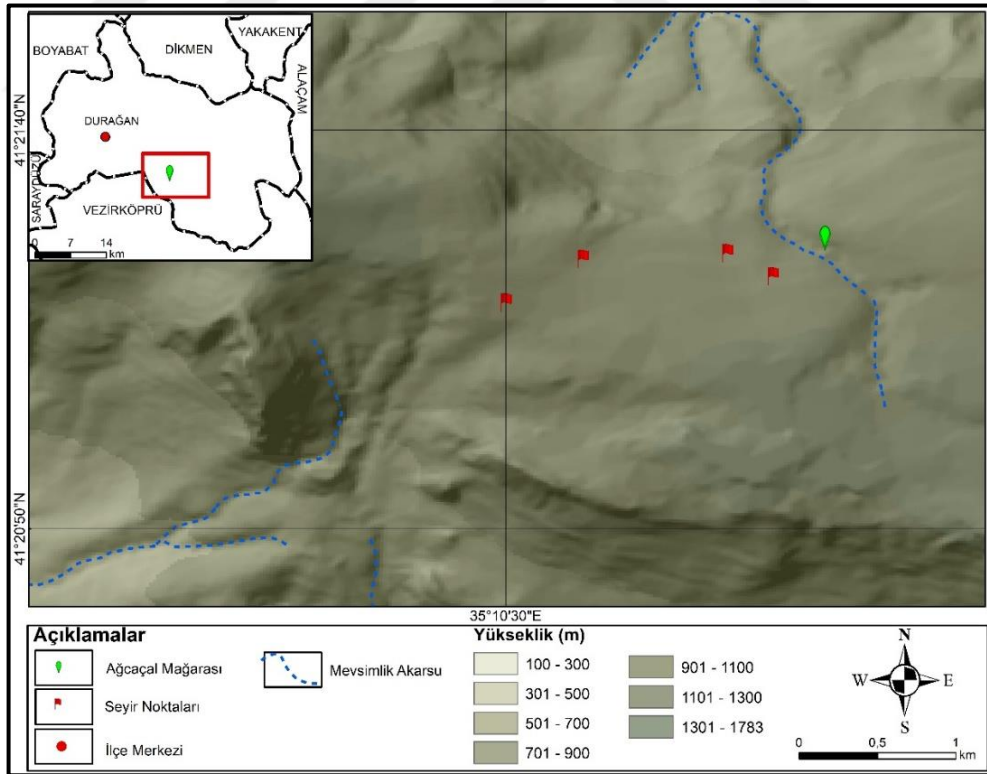 YAKAKENT
BOYABAT
DİKMEN
ALAÇAM
DURAĞAN
SARAYDÜZÜ
VEZİRKÖPRÜ
0 7 14
km
41°21'40"N
41°20'50"N
35°10'30"E
Açıklamalar
Ağcaçal Mağarası
Seyir Noktaları
İlçe Merkezi
Mevsimlik Akarsu
Yükseklik (m)
100 - 300
301 - 500
501 - 700
701 - 900
901 - 1100
1101 - 1300
1301 - 1783
N
W E
S
0 0,5 1
km